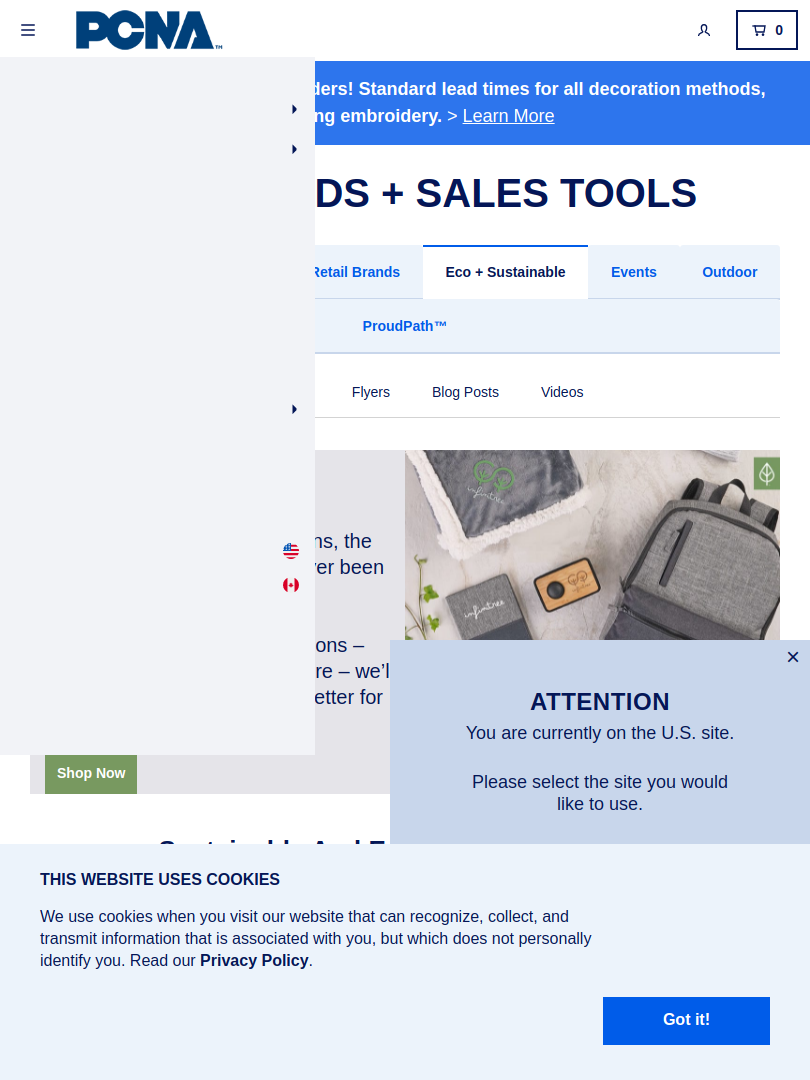 PCNA™
0
ders! Standard lead times for all decoration methods,
ng embroidery. > Learn More
DS + SALES TOOLS
Retail Brands
Eco + Sustainable
Events
Outdoor
ProudPath™
Flyers
Blog Posts
Videos
ns, the
ver been
ons –
re – we'l
etter for
Shop Now
infinitree
infinitree
infinitree
ATTENTION
You are currently on the U.S. site.
Please select the site you would
like to use.
THIS WEBSITE USES COOKIES
We use cookies when you visit our website that can recognize, collect, and
transmit information that is associated with you, but which does not personally
identify you. Read our Privacy Policy.
Got it!